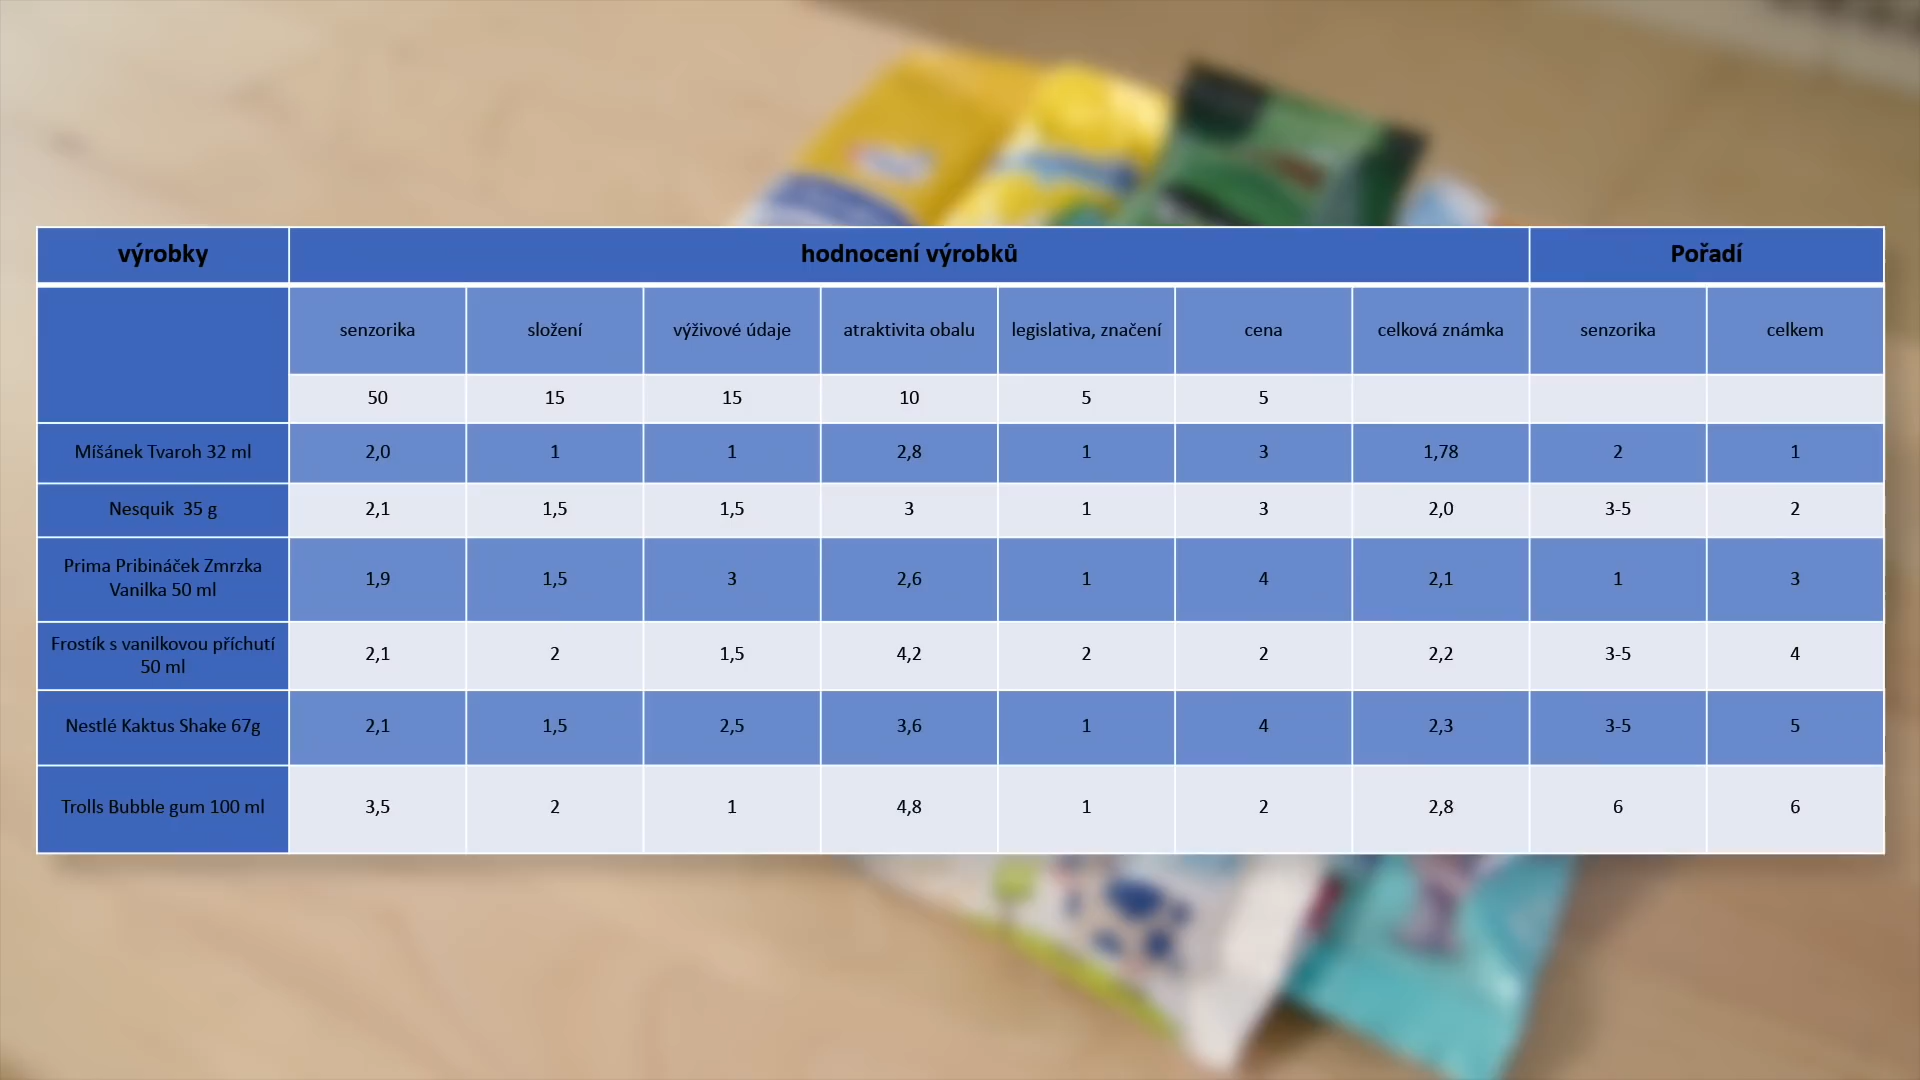 výrobky hodnocení výrobků Pořadí
senzorika složení výživové údaje atraktivita obalu legislativa, značení cena celková známka senzorika celkem
50 15 15 10 5 5
Míšánek Tvaroh 32 ml 2,0 1 1 2,8 1 3 1,78 2 1
Nesquik 35 g 2,1 1,5 1,5 3 1 3 2,0 3-5 2
Prima Pribináček Zmrzka
Vanilka 50 ml 1,9 1,5 3 2,6 1 4 2,1 1 3
Frostík s vanilkovou příchutí
50 ml 2,1 2 1,5 4,2 2 2 2,2 3-5 4
Nestlé Kaktus Shake 67g 2,1 1,5 2,5 3,6 1 4 2,3 3-5 5
Trolls Bubble gum 100 ml 3,5 2 1 4,8 1 2 2,8 6 6